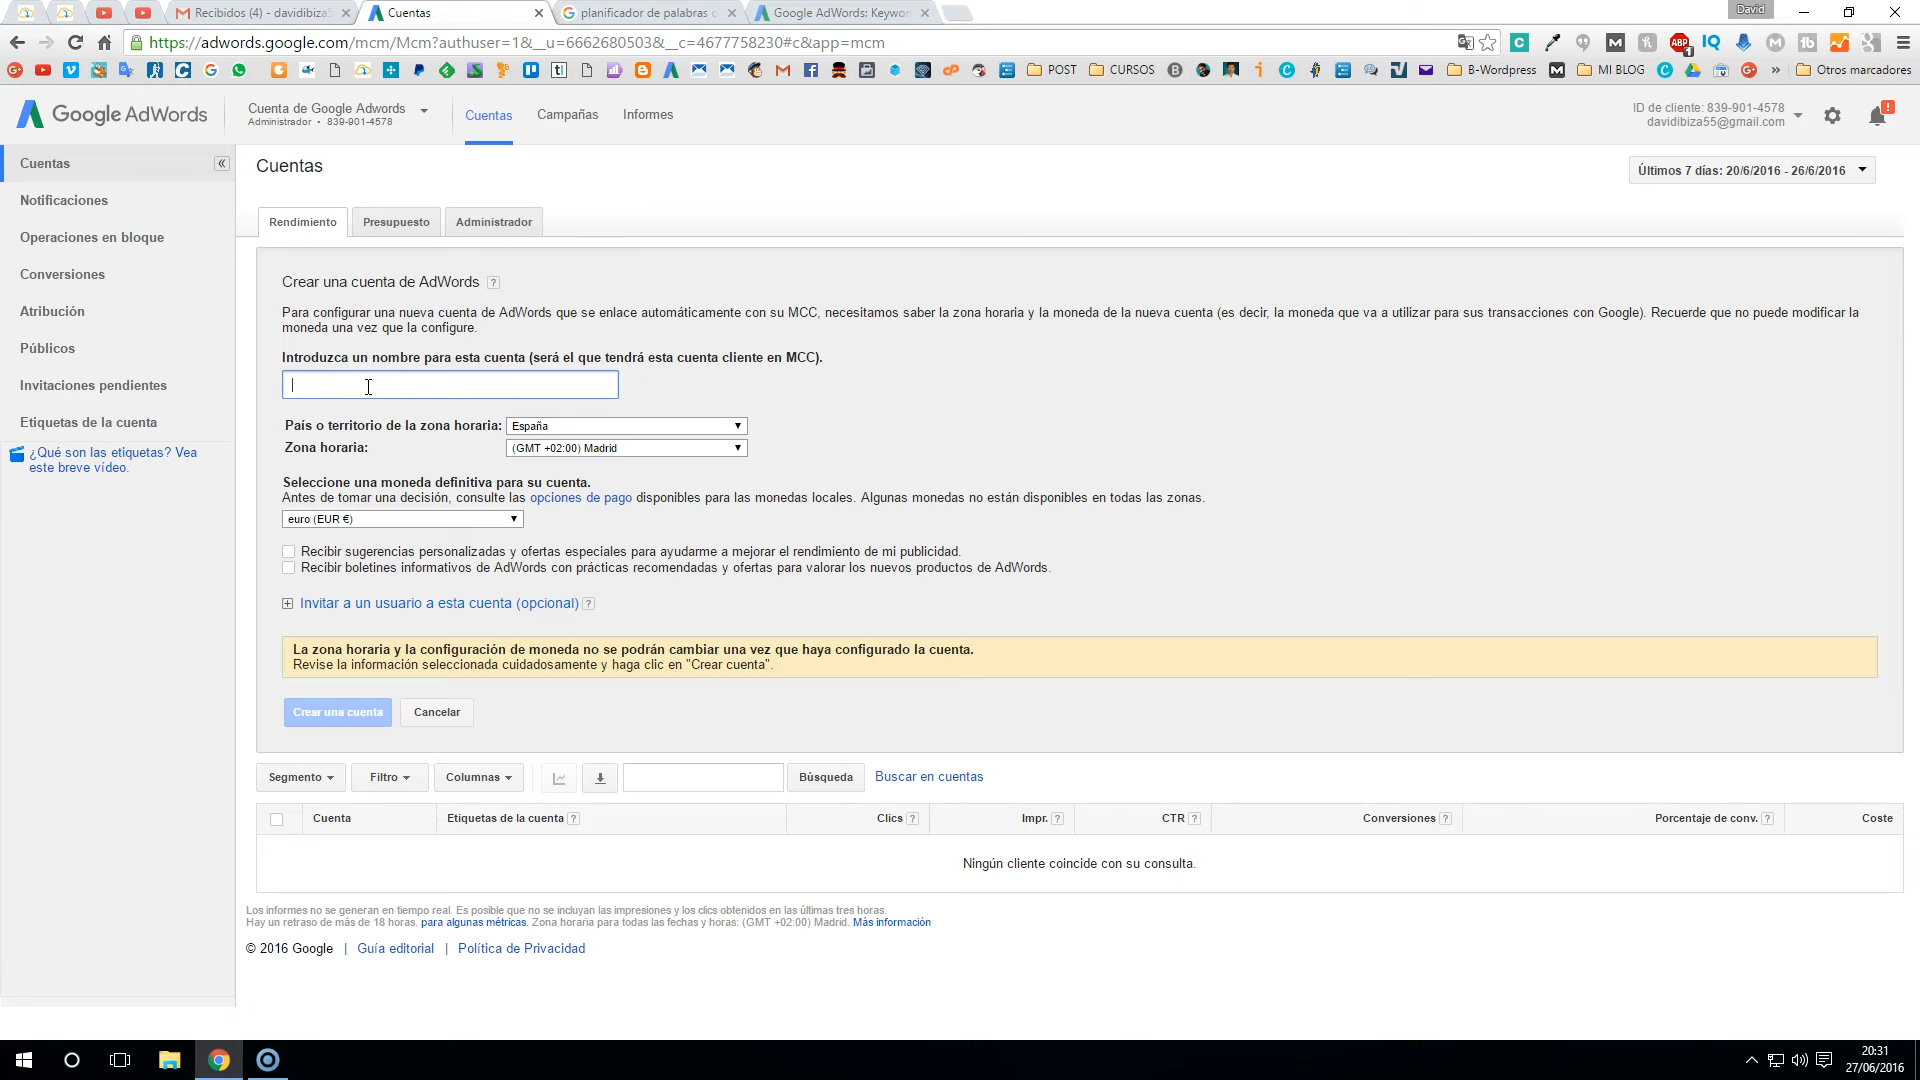 Recibidos (4) - davidibiza5
Cuentas
planificador de palabras c
Google AdWords: Keywor
David
https://adwords.google.com/mcm/Mcm?authuser=1&__u=6662680503&__c=4677758230#c&app=mcm
POST
CURSOS
B-Wordpress
MI BLOG
Otros marcadores
Google AdWords
Cuenta de Google Adwords
Administrador • 839-901-4578
Cuentas
Campañas
Informes
ID de cliente: 839-901-4578
davidibiza55@gmail.com
Cuentas
Notificaciones
Operaciones en bloque
Conversiones
Atribución
Públicos
Invitaciones pendientes
Etiquetas de la cuenta
¿Qué son las etiquetas? Vea
este breve vídeo.
Cuentas
Últimos 7 días: 20/6/2016 - 26/6/2016
Rendimiento
Presupuesto
Administrador
Crear una cuenta de AdWords ?
Para configurar una nueva cuenta de AdWords que se enlace automáticamente con su MCC, necesitamos saber la zona horaria y la moneda de la nueva cuenta (es decir, la moneda que va a utilizar para sus transacciones con Google). Recuerde que no puede modificar la
moneda una vez que la configure.
Introduzca un nombre para esta cuenta (será el que tendrá esta cuenta cliente en MCC).
País o territorio de la zona horaria: España
Zona horaria: (GMT +02:00) Madrid
Seleccione una moneda definitiva para su cuenta.
Antes de tomar una decisión, consulte las opciones de pago disponibles para las monedas locales. Algunas monedas no están disponibles en todas las zonas.
euro (EUR €)
Recibir sugerencias personalizadas y ofertas especiales para ayudarme a mejorar el rendimiento de mi publicidad.
Recibir boletines informativos de AdWords con prácticas recomendadas y ofertas para valorar los nuevos productos de AdWords.
Invitar a un usuario a esta cuenta (opcional) ?
La zona horaria y la configuración de moneda no se podrán cambiar una vez que haya configurado la cuenta.
Revise la información seleccionada cuidadosamente y haga clic en "Crear cuenta".
Crear una cuenta
Cancelar
Segmento
Filtro
Columnas
Búsqueda
Buscar en cuentas
Cuenta
Etiquetas de la cuenta ?
Clics ?
Impr. ?
CTR ?
Conversiones ?
Porcentaje de conv. ?
Coste
Ningún cliente coincide con su consulta.
Los informes no se generan en tiempo real. Es posible que no se incluyan las impresiones y los clics obtenidos en las últimas tres horas.
Hay un retraso de más de 18 horas. para algunas métricas. Zona horaria para todas las fechas y horas: (GMT +02:00) Madrid. Más información
© 2016 Google | Guía editorial | Política de Privacidad
20:31
27/06/2016